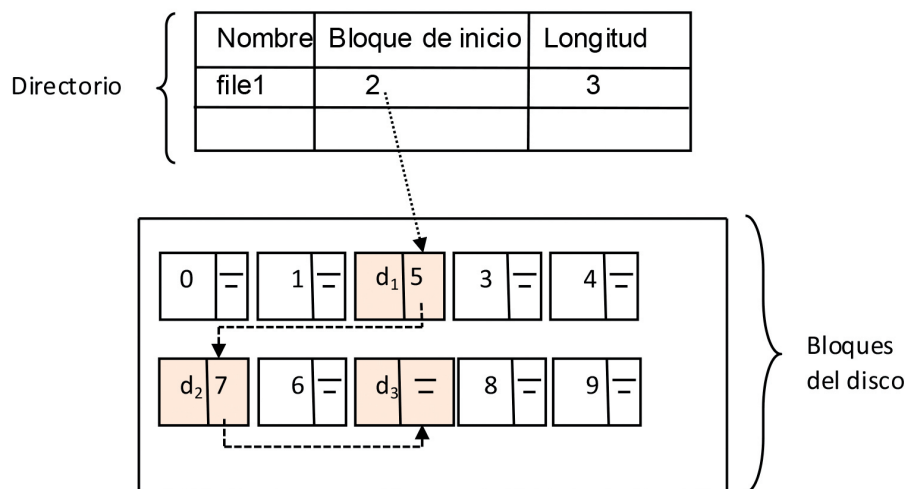 Nombre Bloque de inicio Longitud
Directorio
file1 2 3
0 1 d₁ 5 3 4
d₂ 7 6 d₃ 8 9
Bloques
del disco